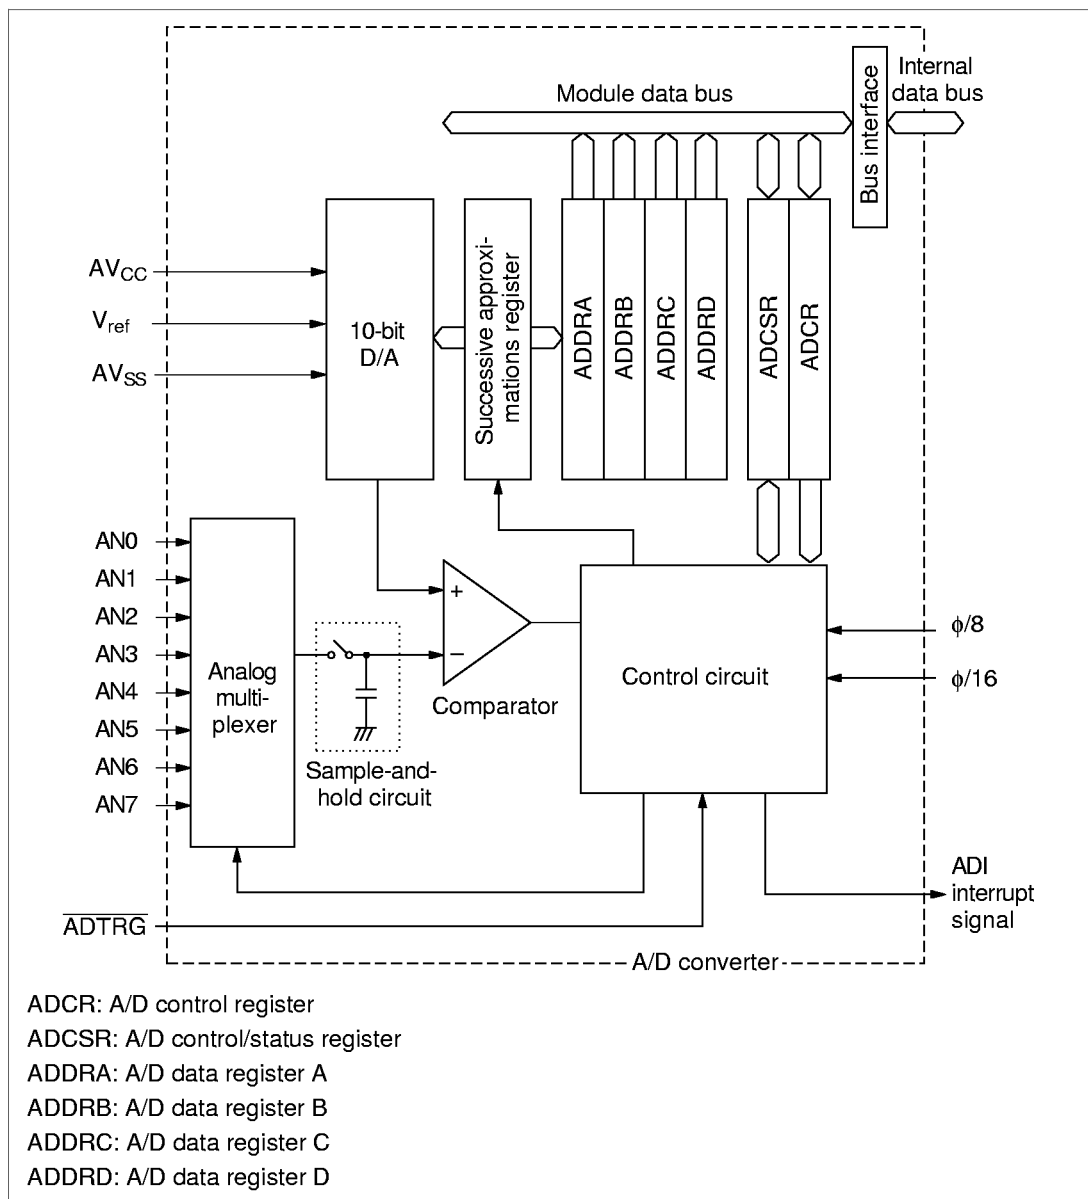 Module data bus
Internal
data bus
Bus interface
AVCC
Vref
AVSS
10-bit
D/A
Successive approxi-
mations register
ADDRA
ADDRB
ADDRC
ADDRD
ADCSR
ADCR
AN0
AN1
AN2
AN3
AN4
AN5
AN6
AN7
Analog
multi-
plexer
+
−
Comparator
Sample-and-
hold circuit
Control circuit
ϕ/8
ϕ/16
ADI
interrupt
signal
ADTRG
A/D converter
ADCR: A/D control register
ADCSR: A/D control/status register
ADDRA: A/D data register A
ADDRB: A/D data register B
ADDRC: A/D data register C
ADDRD: A/D data register D